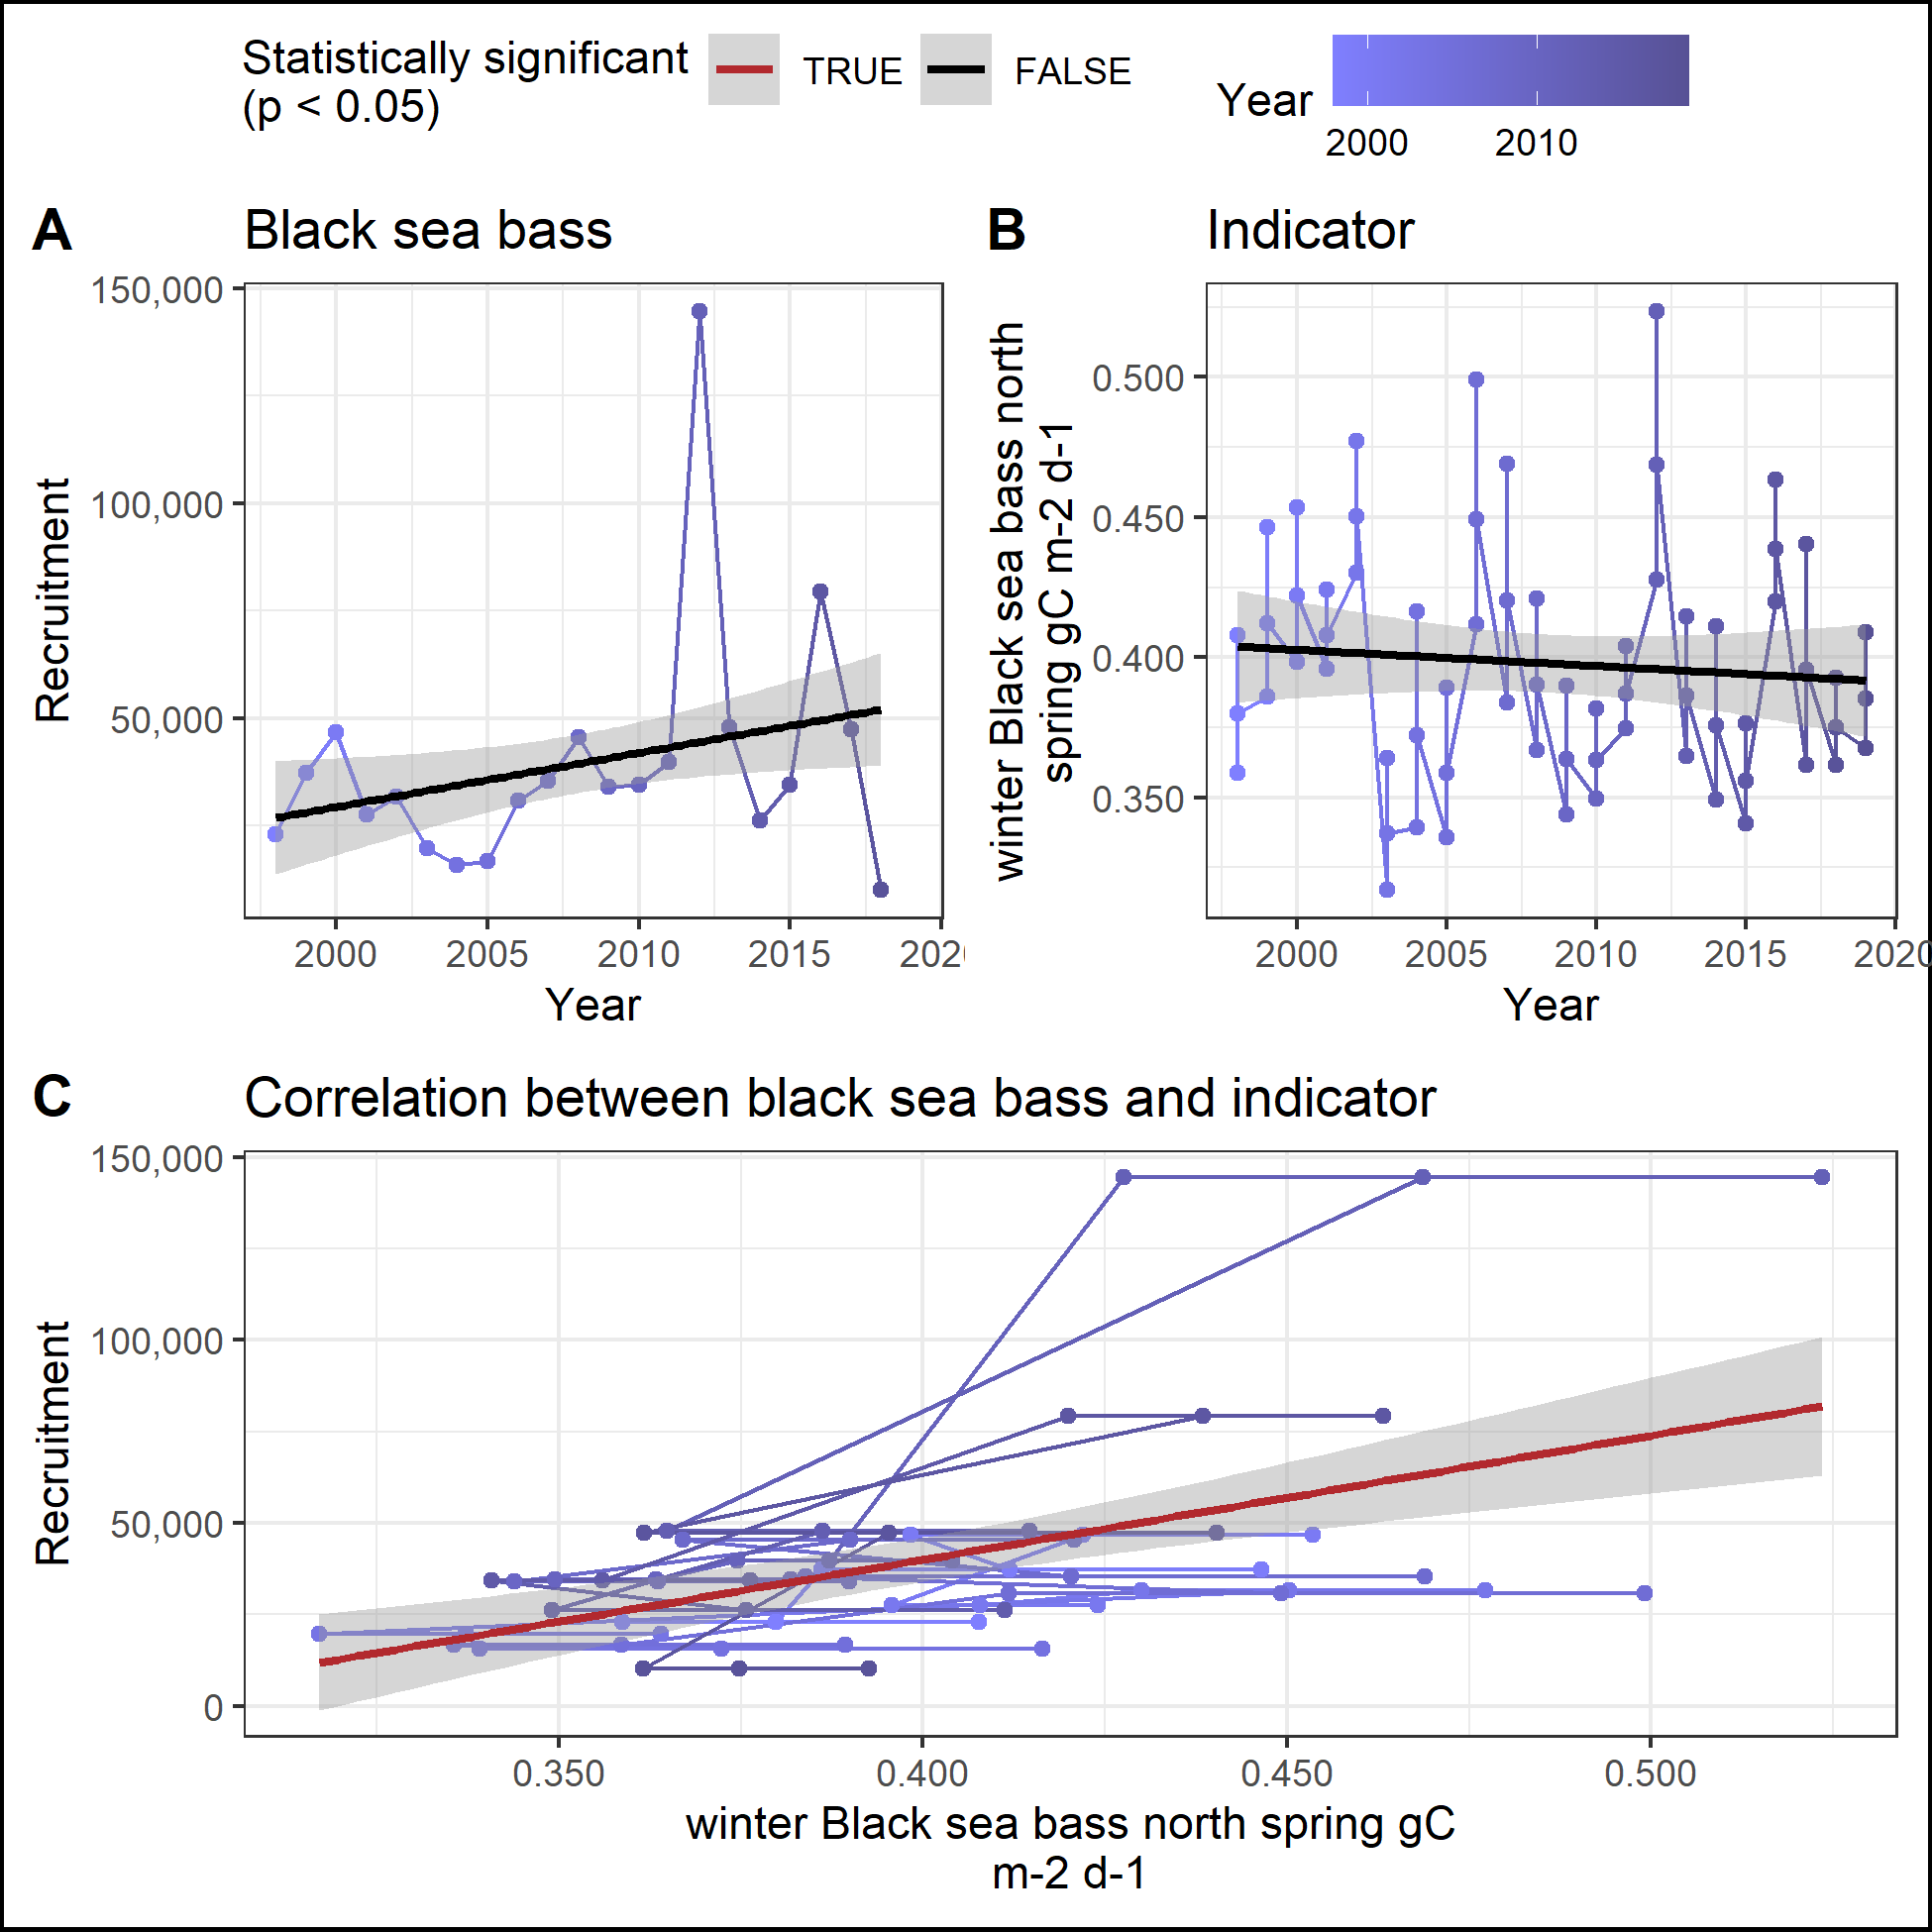 Statistically significant
(p < 0.05)
TRUE
FALSE
Year
2000
2010
A
Black sea bass
Recruitment
150,000
100,000
50,000
2000
2005
2010
2015
202
Year
B
Indicator
winter Black sea bass north
spring gC m-2 d-1
0.500
0.450
0.400
0.350
2000
2005
2010
2015
2020
Year
C
Correlation between black sea bass and indicator
Recruitment
150,000
100,000
50,000
0
0.350
0.400
0.450
0.500
winter Black sea bass north spring gC
m-2 d-1